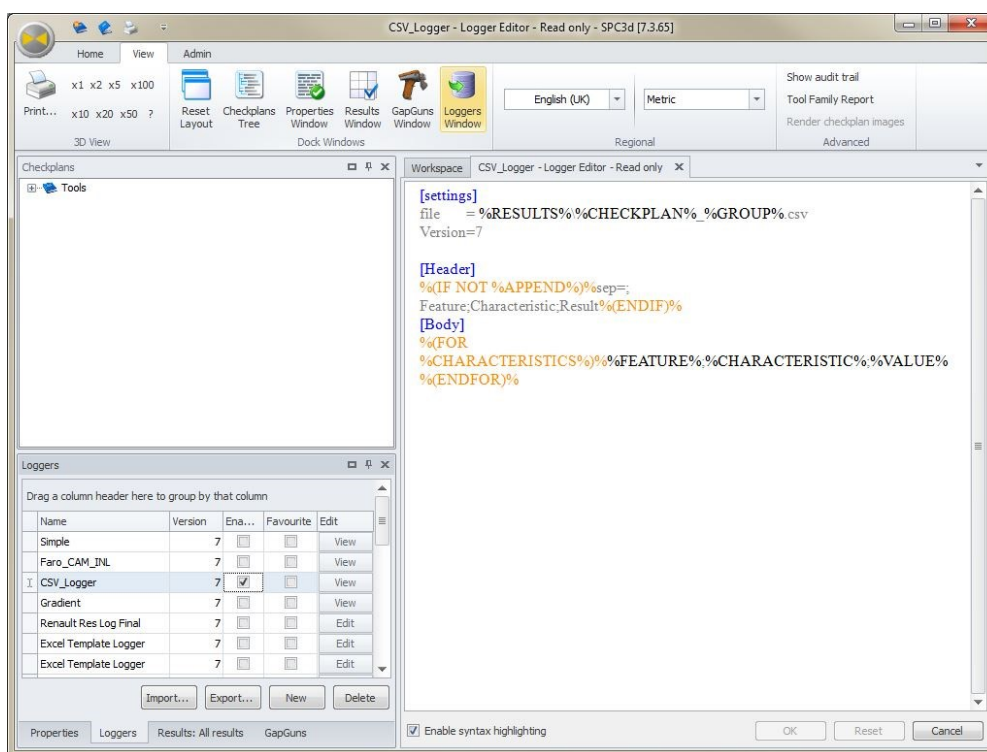 CSV_Logger - Logger Editor - Read only - SPC3d [7.3.65]
Home View Admin
Print...
x1 x2 x5 x100
x10 x20 x50 ?
3D View
Reset Layout
Checkplans Tree
Properties Window
Results Window
GapGuns Window
Loggers Window
Dock Windows
English (UK)
Metric
Regional
Show audit trail
Tool Family Report
Render checkplan images
Advanced
Checkplans
Tools
Workspace
CSV_Logger - Logger Editor - Read only
[settings]
file = %RESULTS%\%CHECKPLAN%_%GROUP%.csv
Version=7
[Header]
%(IF NOT %APPEND%)%sep=;
Feature;Characteristic;Result%(ENDIF)%
[Body]
%(FOR
%CHARACTERISTICS%)%%FEATURE%;%CHARACTERISTIC%;%VALUE%
%(ENDFOR)%
Loggers
Drag a column header here to group by that column
Name Version Ena... Favourite Edit
Simple 7 View
Faro_CAM_INL 7 View
CSV_Logger 7 View
Gradient 7 View
Renault Res Log Final 7 Edit
Excel Template Logger 7 Edit
Excel Template Logger 7 Edit
Import... Export... New Delete
Properties Loggers Results: All results GapGuns
Enable syntax highlighting
OK Reset Cancel